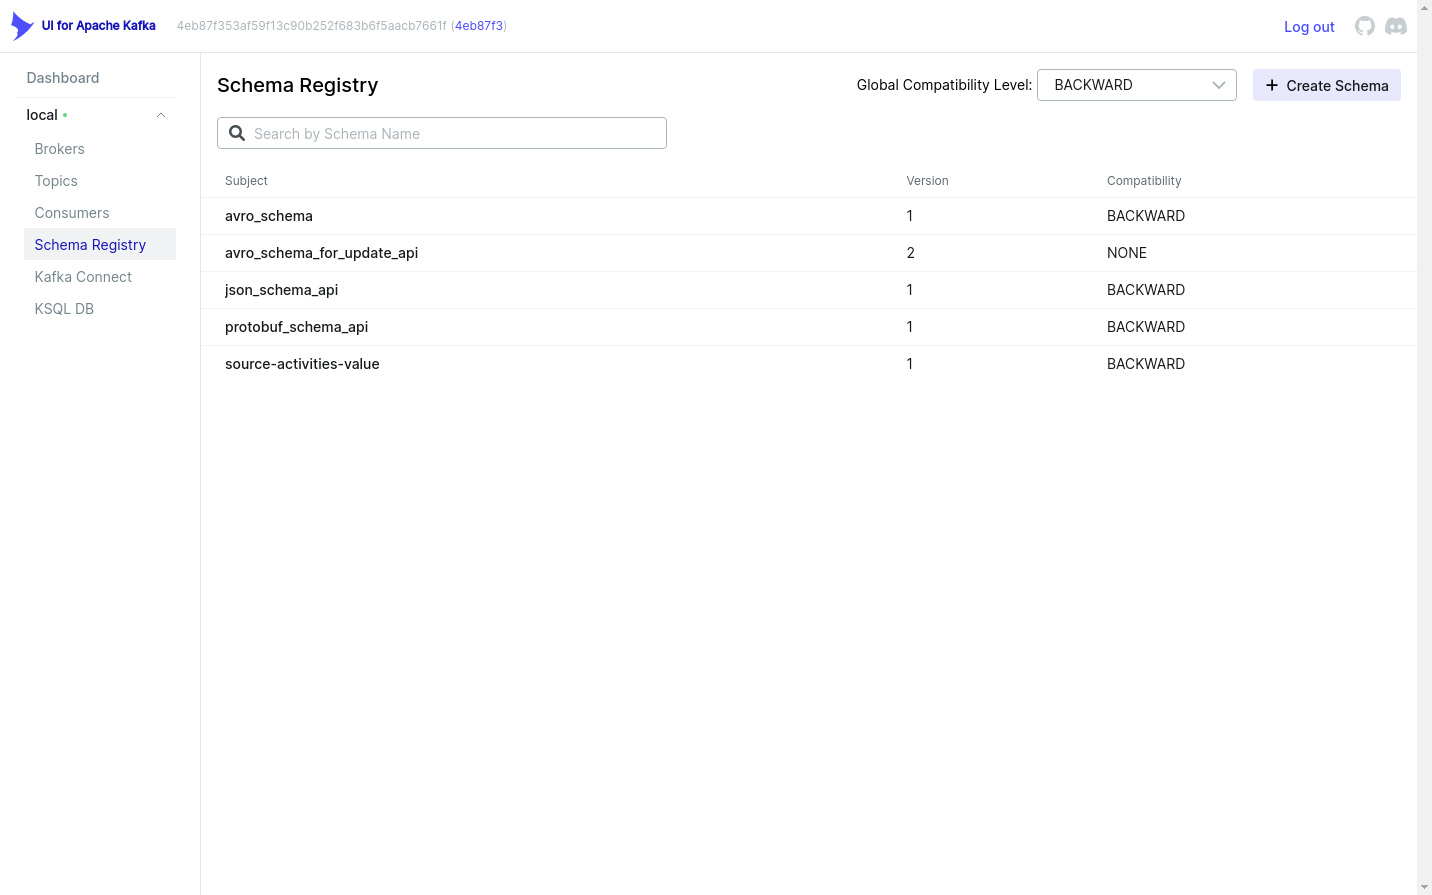 UI for Apache Kafka 4eb87f353af59f13c90b252f683b6f5aacb7661f (4eb87f3) Log out
Dashboard
local
Brokers
Topics
Consumers
Schema Registry
Kafka Connect
KSQL DB
Schema Registry Global Compatibility Level: BACKWARD + Create Schema
Search by Schema Name
Subject Version Compatibility
avro_schema 1 BACKWARD
avro_schema_for_update_api 2 NONE
json_schema_api 1 BACKWARD
protobuf_schema_api 1 BACKWARD
source-activities-value 1 BACKWARD